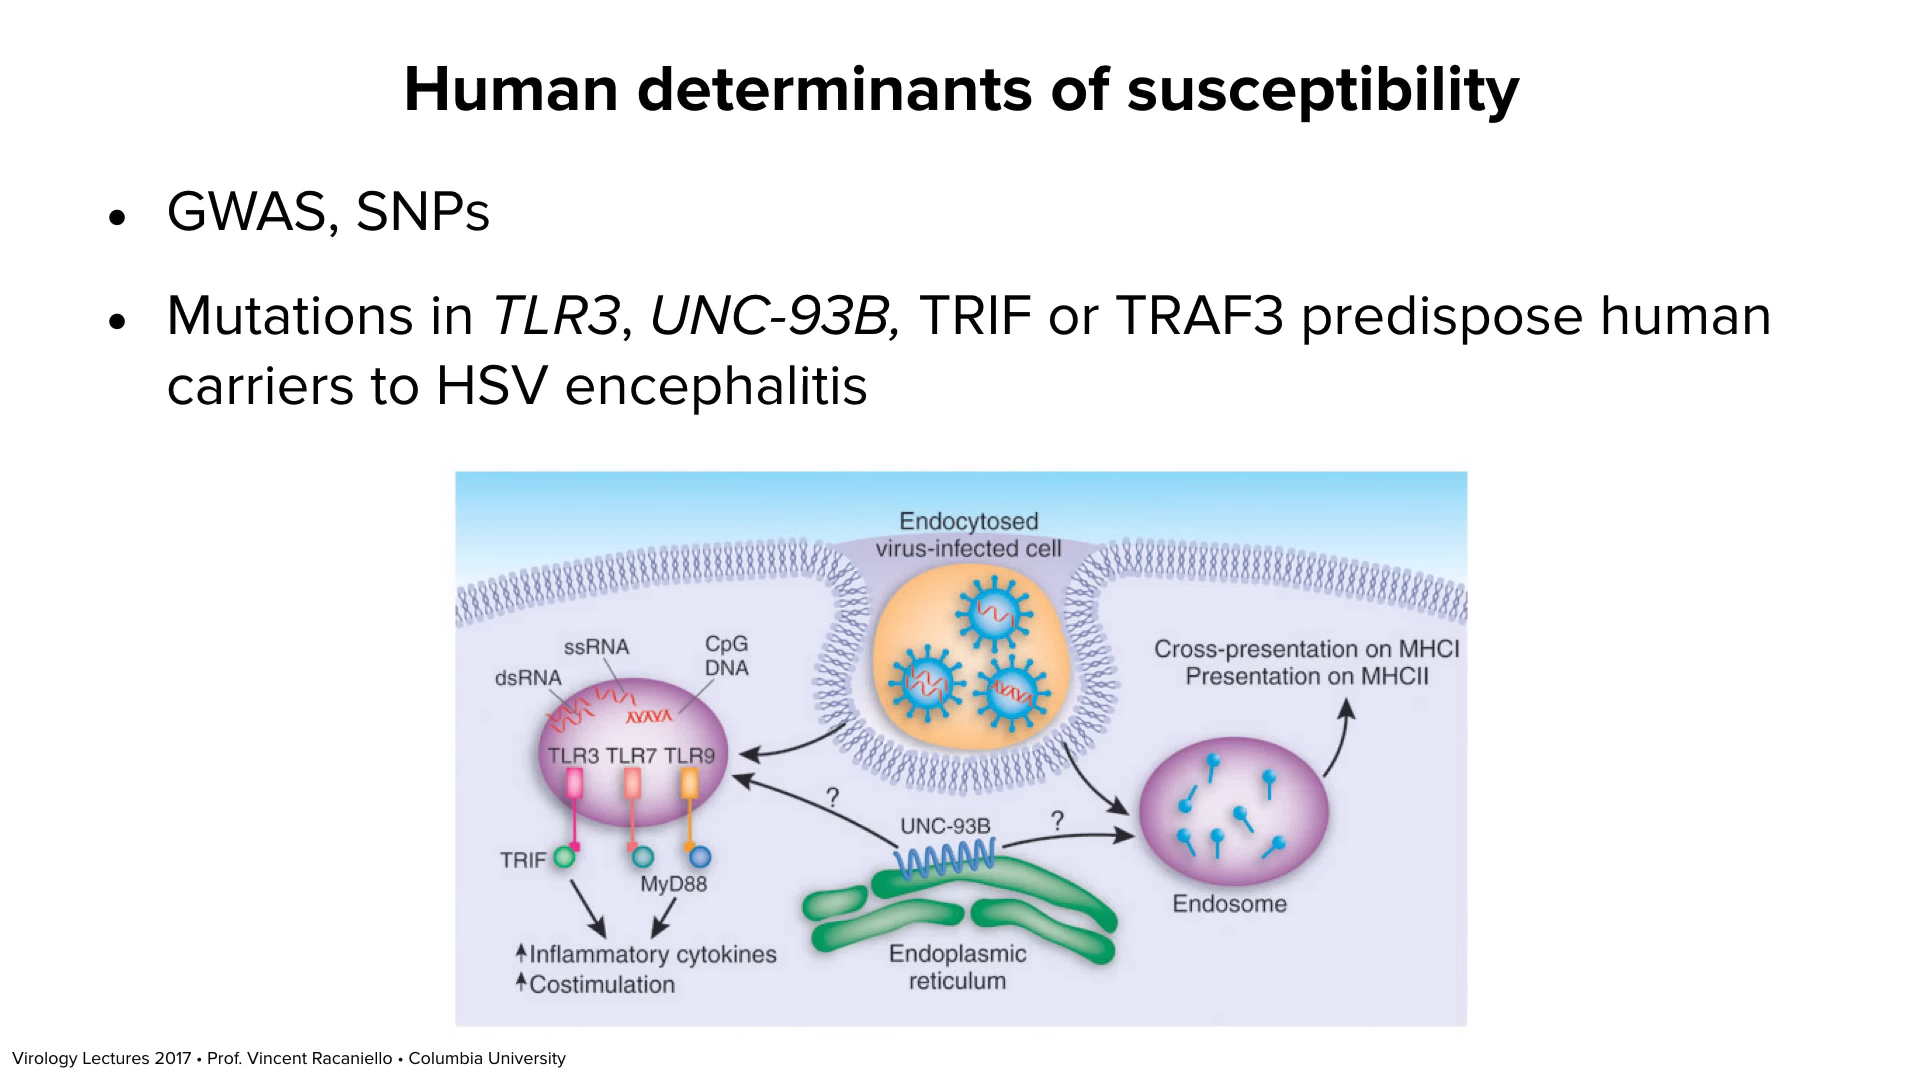 Human determinants of susceptibility
• GWAS, SNPs
• Mutations in TLR3, UNC-93B, TRIF or TRAF3 predispose human
carriers to HSV encephalitis
Endocytosed
virus-infected cell
ssRNA
CpG
DNA
dsRNA
TLR3 TLR7 TLR9
TRIF
MyD88
Inflammatory cytokines
Costimulation
?
UNC-93B
?
Endoplasmic
reticulum
Cross-presentation on MHCI
Presentation on MHCII
Endosome
Virology Lectures 2017 • Prof. Vincent Racaniello • Columbia University